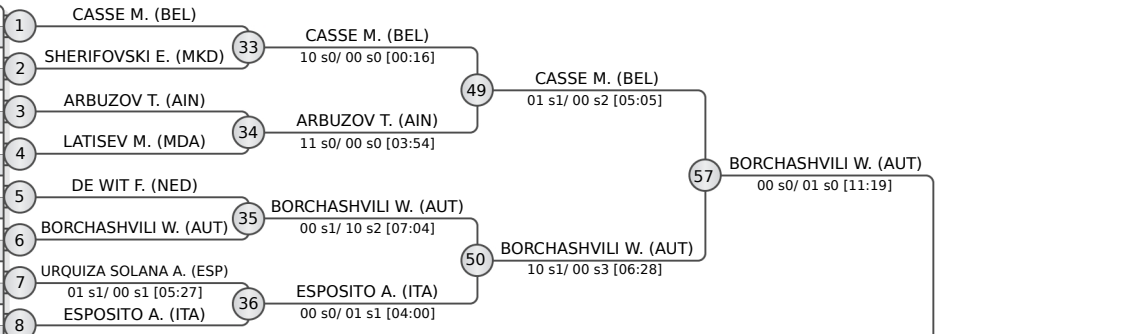 1
CASSE M. (BEL)
2
SHERIFOVSKI E. (MKD)
33
CASSE M. (BEL)
10 s0/ 00 s0 [00:16]
3
ARBUZOV T. (AIN)
4
LATISEV M. (MDA)
34
ARBUZOV T. (AIN)
11 s0/ 00 s0 [03:54]
49
CASSE M. (BEL)
01 s1/ 00 s2 [05:05]
5
DE WIT F. (NED)
6
BORCHASHVILI W. (AUT)
35
BORCHASHVILI W. (AUT)
00 s1/ 10 s2 [07:04]
7
URQUIZA SOLANA A. (ESP)
01 s1/ 00 s1 [05:27]
8
ESPOSITO A. (ITA)
36
ESPOSITO A. (ITA)
00 s0/ 01 s1 [04:00]
50
BORCHASHVILI W. (AUT)
10 s1/ 00 s3 [06:28]
57
BORCHASHVILI W. (AUT)
00 s0/ 01 s0 [11:19]